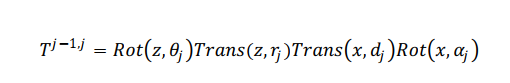 T^{j−1,j} = Rot(z, θ_j)Trans(z, r_j)Trans(x, d_j)Rot(x, α_j)